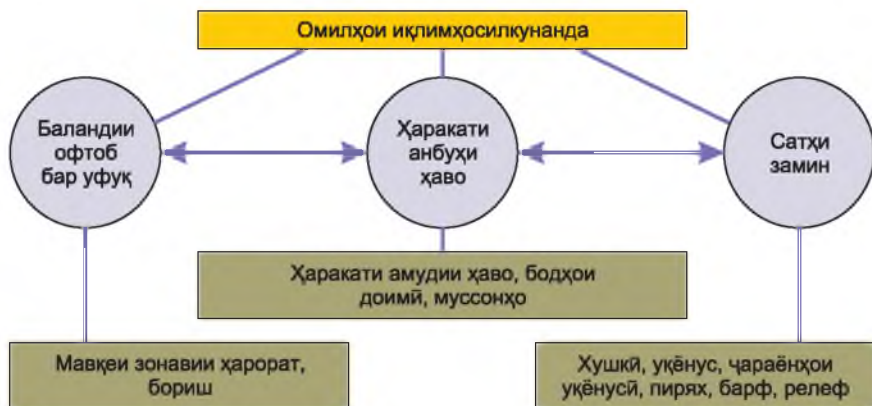 Омилҳои иқлимҳосилкунанда
Баландии
офтоб
бар уфуқ
Ҳаракати
анбуҳи
ҳаво
Сатҳи
замин
Ҳаракати амудии ҳаво, бодҳои
доимӣ, муссонҳо
Мавқеи зонавии ҳарорат,
бориш
Хушкӣ, уқёнус, ҷараёнҳои
уқёнусӣ, пирях, барф, релеф